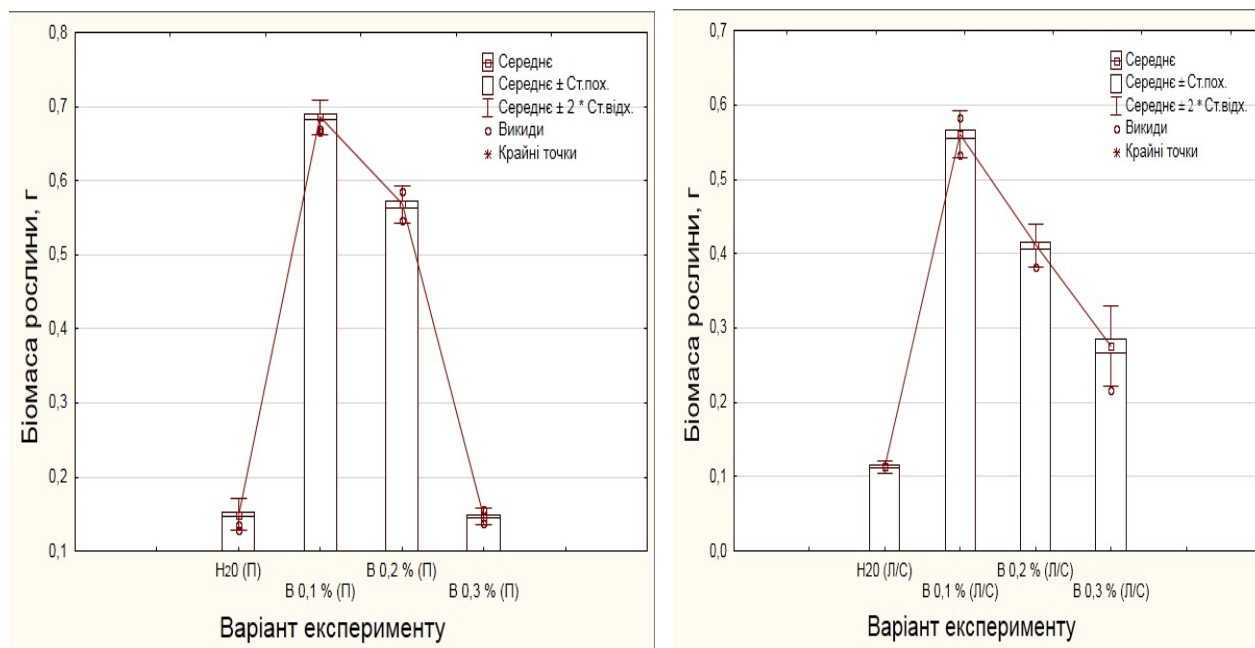 0,8
0,7
0,6
0,5
0,4
0,3
0,2
0,1
Біомаса рослини, г
Середнє
Середнє ± Ст.пох.
Середнє ± 2 * Ст.відх.
Викиди
Крайні точки
H20 (П)
В 0,1 % (П)
В 0,2 % (П)
В 0,3 % (П)
Варіант експерименту
0,7
0,6
0,5
0,4
0,3
0,2
0,1
0,0
Біомаса рослини, г
Середнє
Середнє ± Ст.пох.
Середнє ± 2 * Ст.відх.
Викиди
Крайні точки
H20 (Л/С)
В 0,1 % (Л/С)
В 0,2 % (Л/С)
В 0,3 % (Л/С)
Варіант експерименту